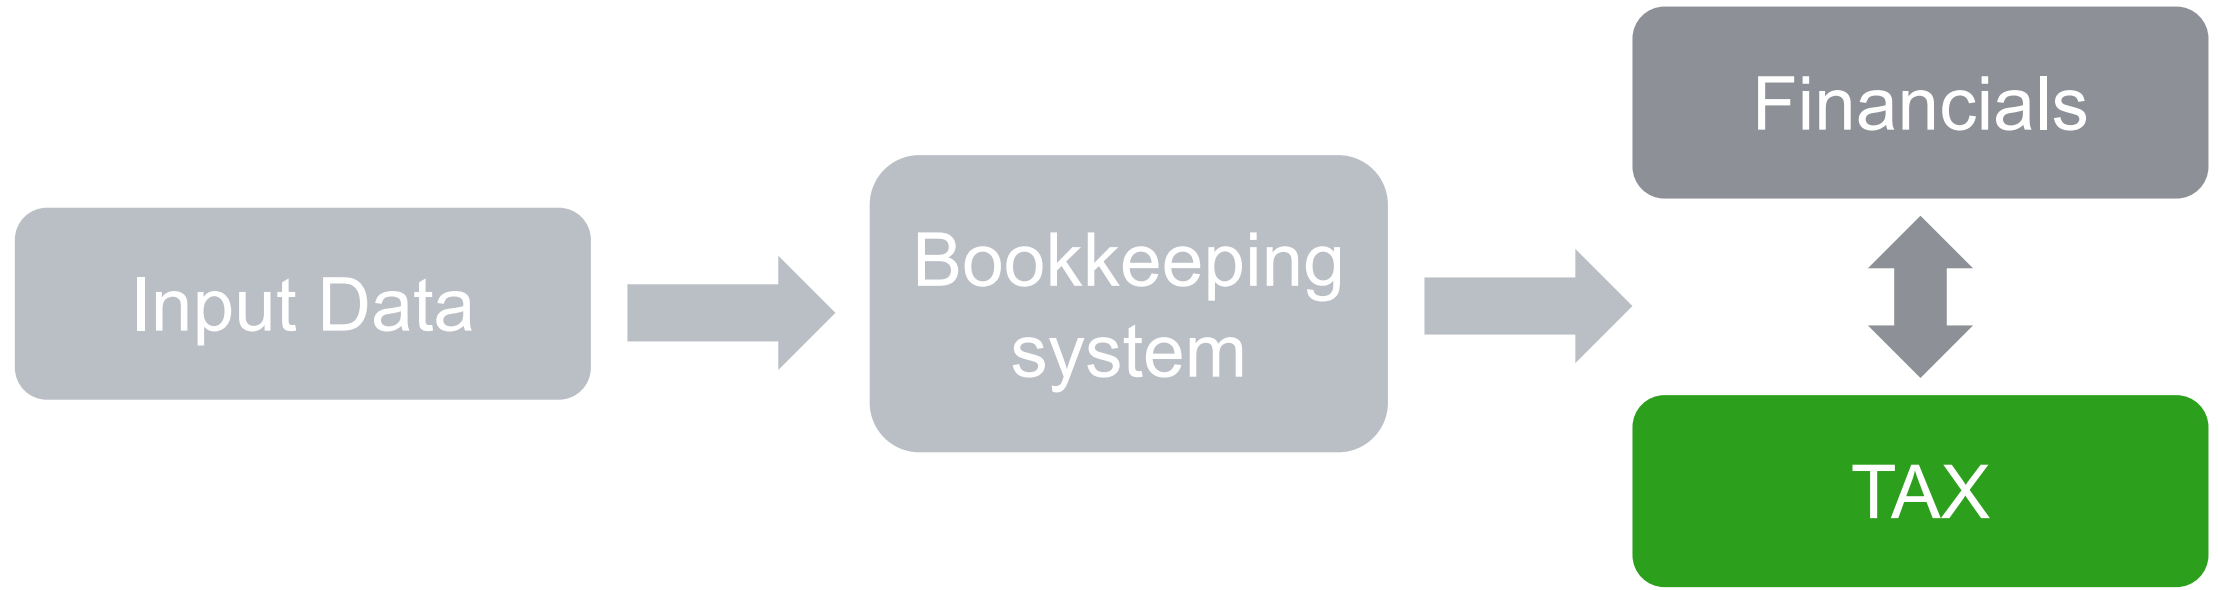 Input Data
Bookkeeping
system
Financials
TAX